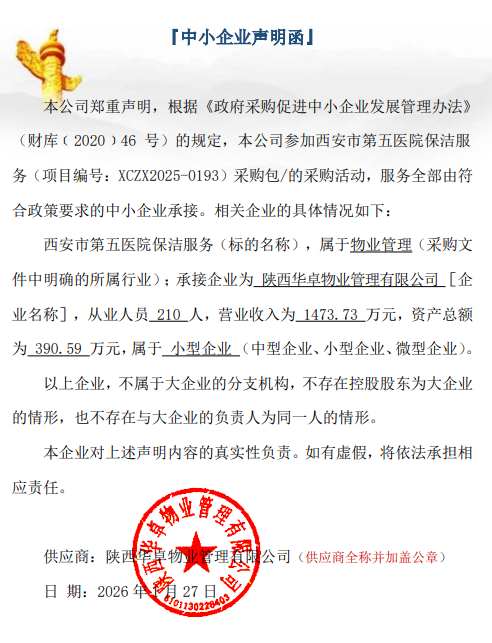 『中小企业声明函』
本公司郑重声明，根据《政府采购促进中小企业发展管理办法》
（财库﹝2020﹞46 号）的规定，本公司参加西安市第五医院保洁服
务（项目编号：XCZX2025-0193）采购包/的采购活动，服务全部由符
合政策要求的中小企业承接。相关企业的具体情况如下：
西安市第五医院保洁服务（标的名称），属于物业管理（采购文
件中明确的所属行业）；承接企业为 陕西华卓物业管理有限公司［企
业名称］，从业人员 210 人，营业收入为 1473.73 万元，资产总额
为 390.59 万元，属于 小型企业 （中型企业、小型企业、微型企业）。
以上企业，不属于大企业的分支机构，不存在控股股东为大企业
的情形，也不存在与大企业的负责人为同一人的情形。
本企业对上述声明内容的真实性负责。如有虚假，将依法承担相
应责任。
供应商：陕西华卓物业管理有限公司（供应商全称并加盖公章）
日 期：2026 年 1 月 27 日
陕西华卓物业管理有限公司
6101130228403